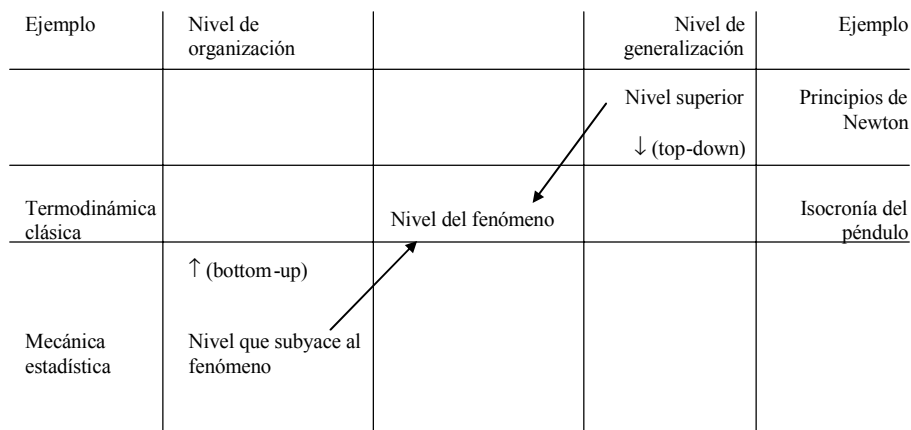 Ejemplo
Nivel de
organización
Nivel de
generalización
Ejemplo
Nivel superior
↓ (top-down)
Principios de
Newton
Termodinámica
clásica
Nivel del fenómeno
Isocronía del
péndulo
↑ (bottom-up)
Mecánica
estadística
Nivel que subyace al
fenómeno